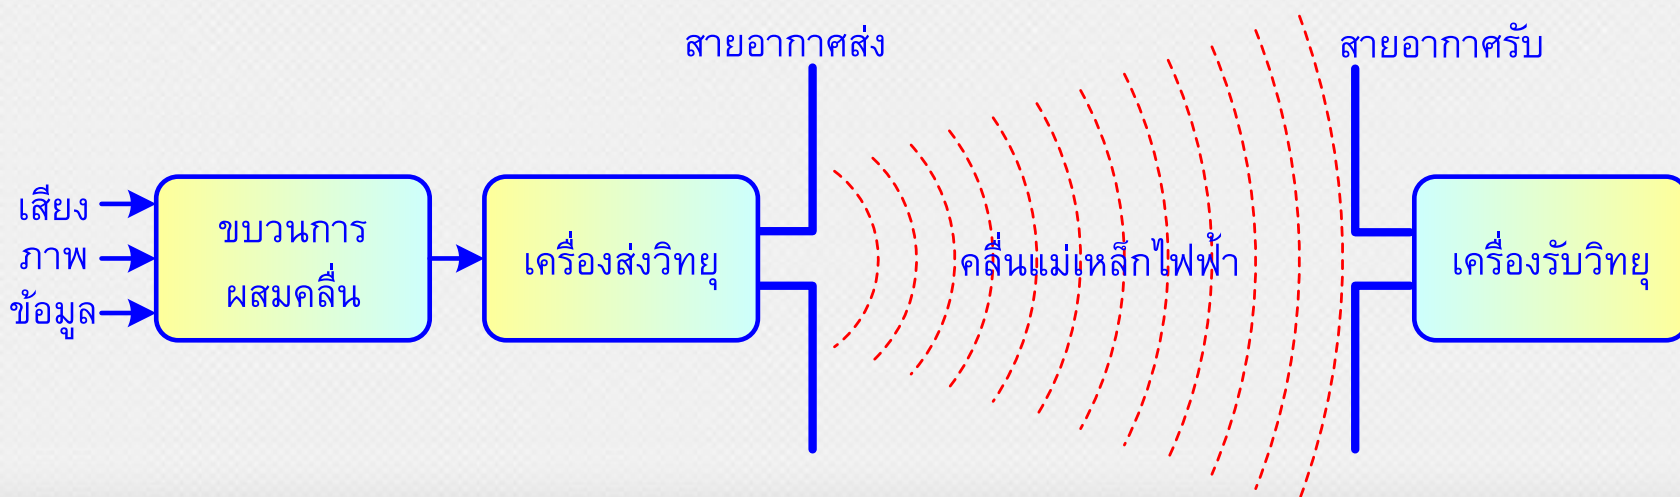 สายอากาศส่ง
สายอากาศรับ
เสียง
ภาพ
ข้อมูล
ขบวนการ
ผสมคลื่น
เครื่องส่งวิทยุ
คลื่นแม่เหล็กไฟฟ้า
เครื่องรับวิทยุ